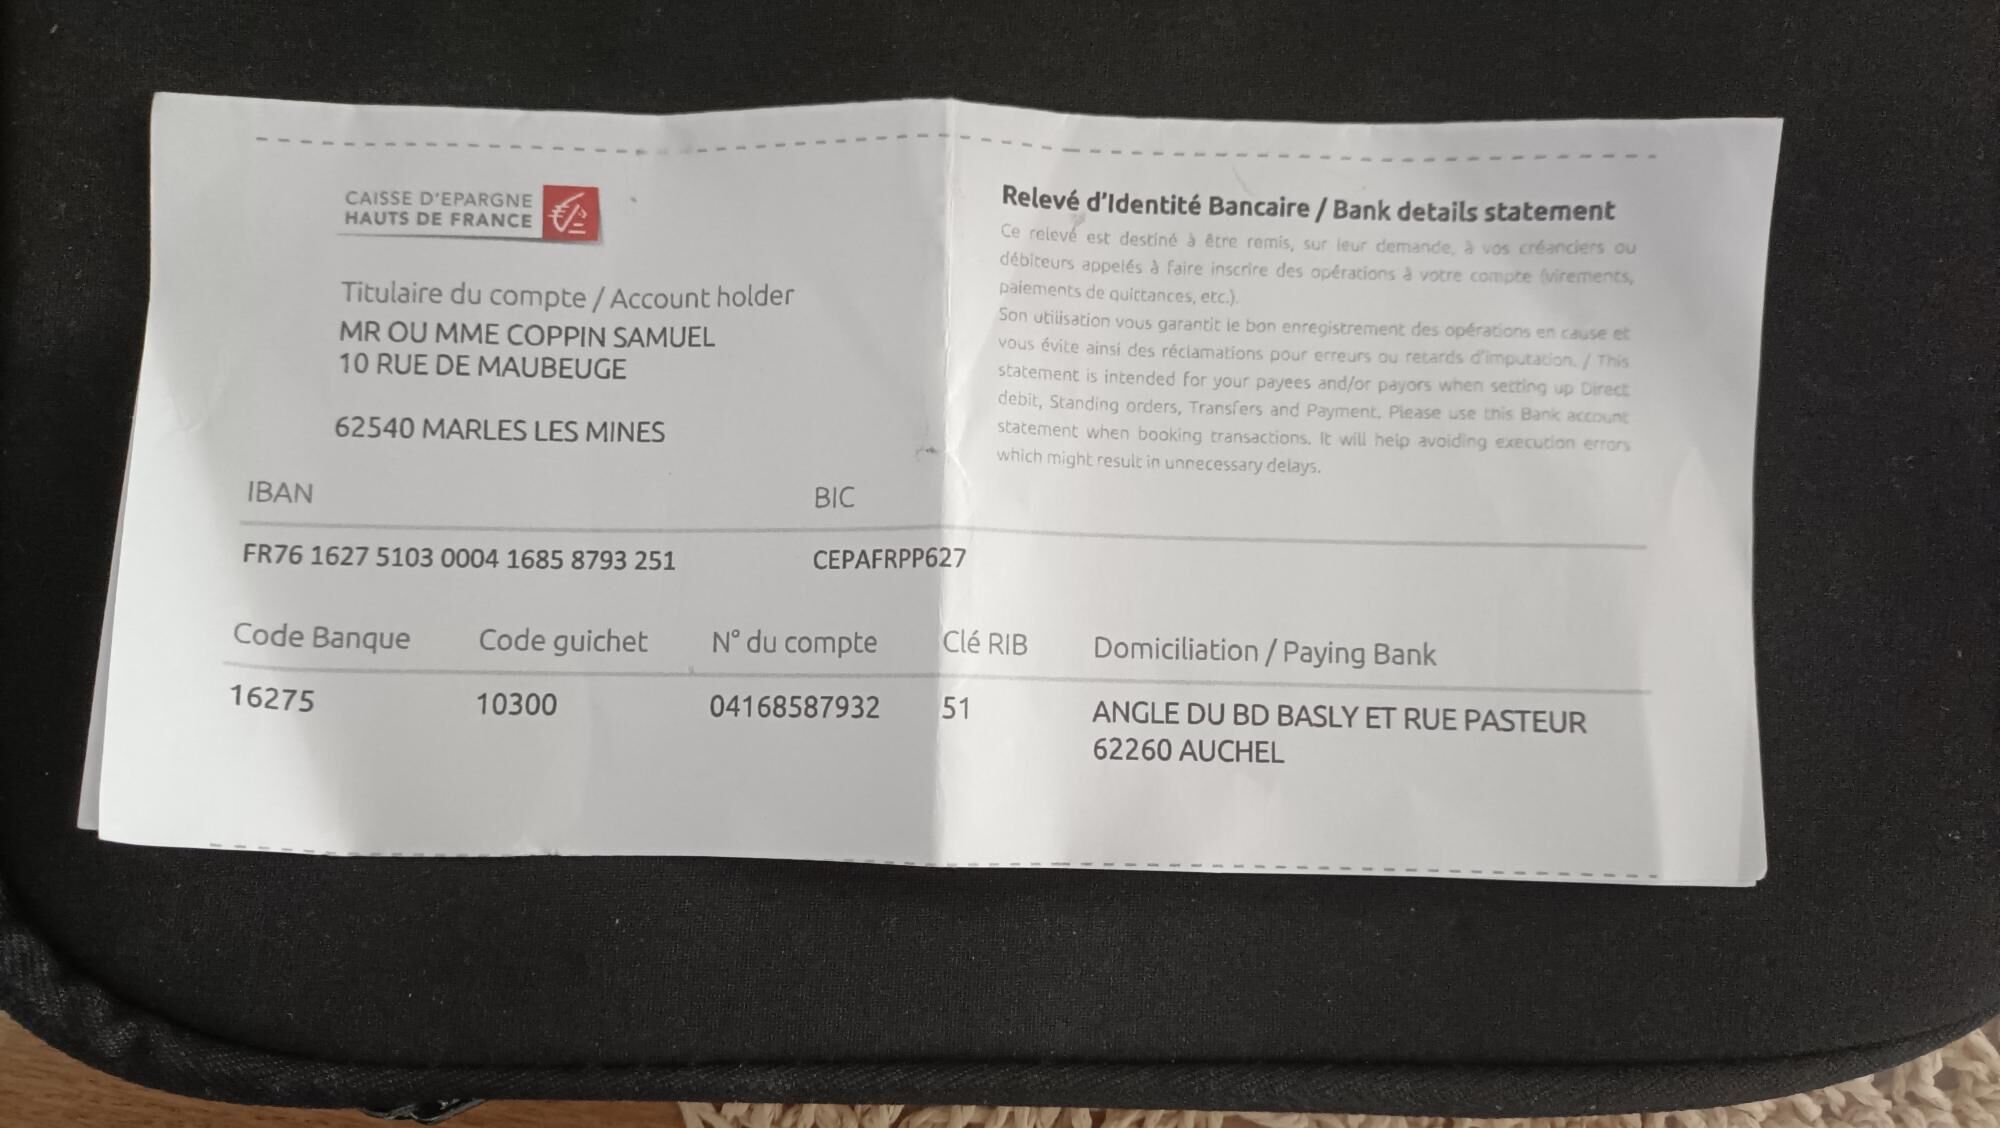 CAISSE D'EPARGNE
HAUTS DE FRANCE
Titulaire du compte / Account holder
MR OU MME COPPIN SAMUEL
10 RUE DE MAUBEUGE
62540 MARLES LES MINES
Relevé d'Identité Bancaire / Bank details statement
Ce relevé est destiné à être remis, sur leur demande, à vos créanciers ou
débiteurs appelés à faire inscrire des opérations à votre compte (virements,
paiements de quittances, etc.).
Son utilisation vous garantit le bon enregistrement des opérations en cause et
vous évite ainsi des réclamations pour erreurs ou retards d'imputation. / This
statement is intended for your payees and/or payors when setting up Direct
debit, Standing orders, Transfers and Payment. Please use this Bank account
statement when booking transactions. It will help avoiding execution errors
which might result in unnecessary delays.
IBAN BIC
FR76 1627 5103 0004 1685 8793 251 CEPAFRPP627
Code Banque Code guichet N° du compte Clé RIB Domiciliation / Paying Bank
16275 10300 04168587932 51 ANGLE DU BD BASLY ET RUE PASTEUR
62260 AUCHEL